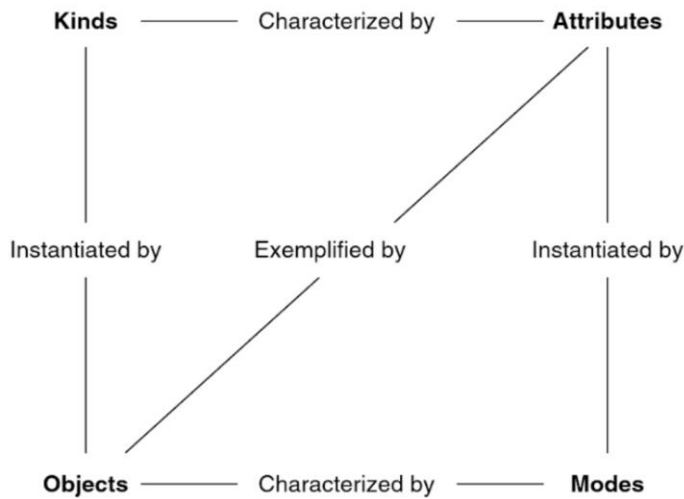 Kinds Characterized by Attributes
Instantiated by Exemplified by Instantiated by
Objects Characterized by Modes